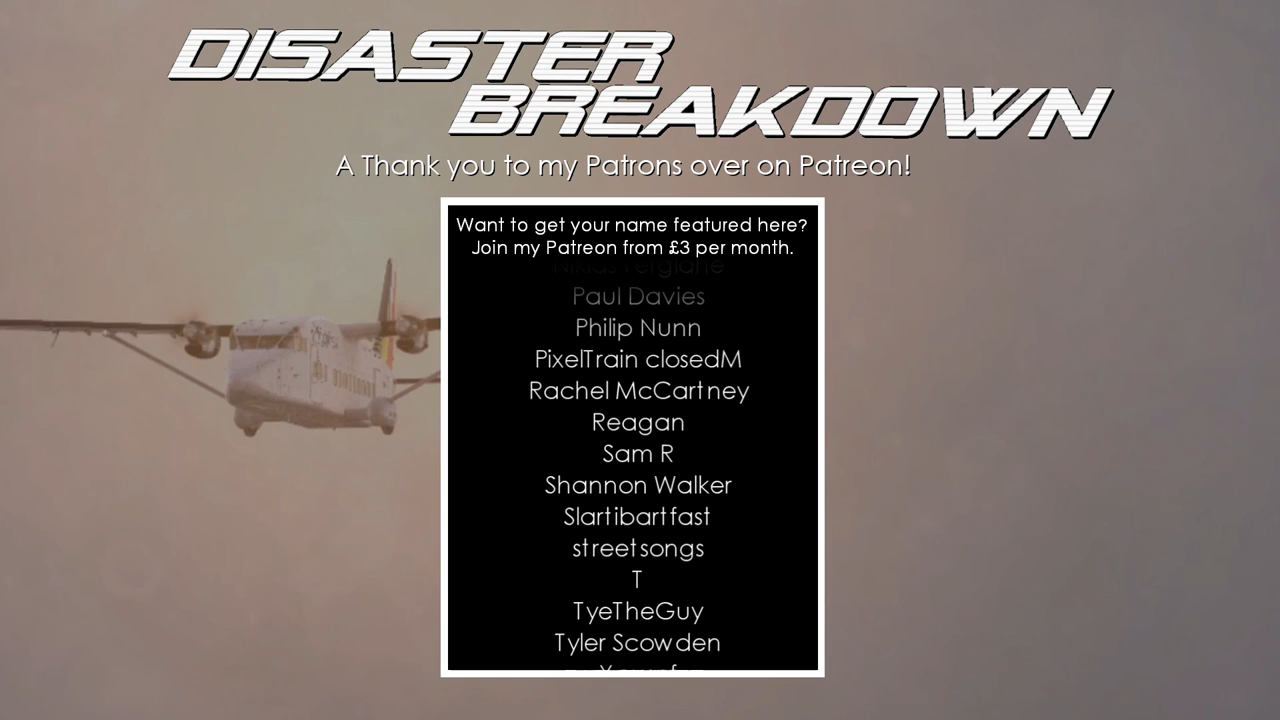 DISASTER
BREAKDOWN
A Thank you to my Patrons over on Patreon!
Want to get your name featured here?
Join my Patreon from £3 per month.
Paul Davies
Philip Nunn
PixelTrain closedM
Rachel McCartney
Reagan
Sam R
Shannon Walker
Slartibartfast
streetsongs
T
TyeTheGuy
Tyler Scowden